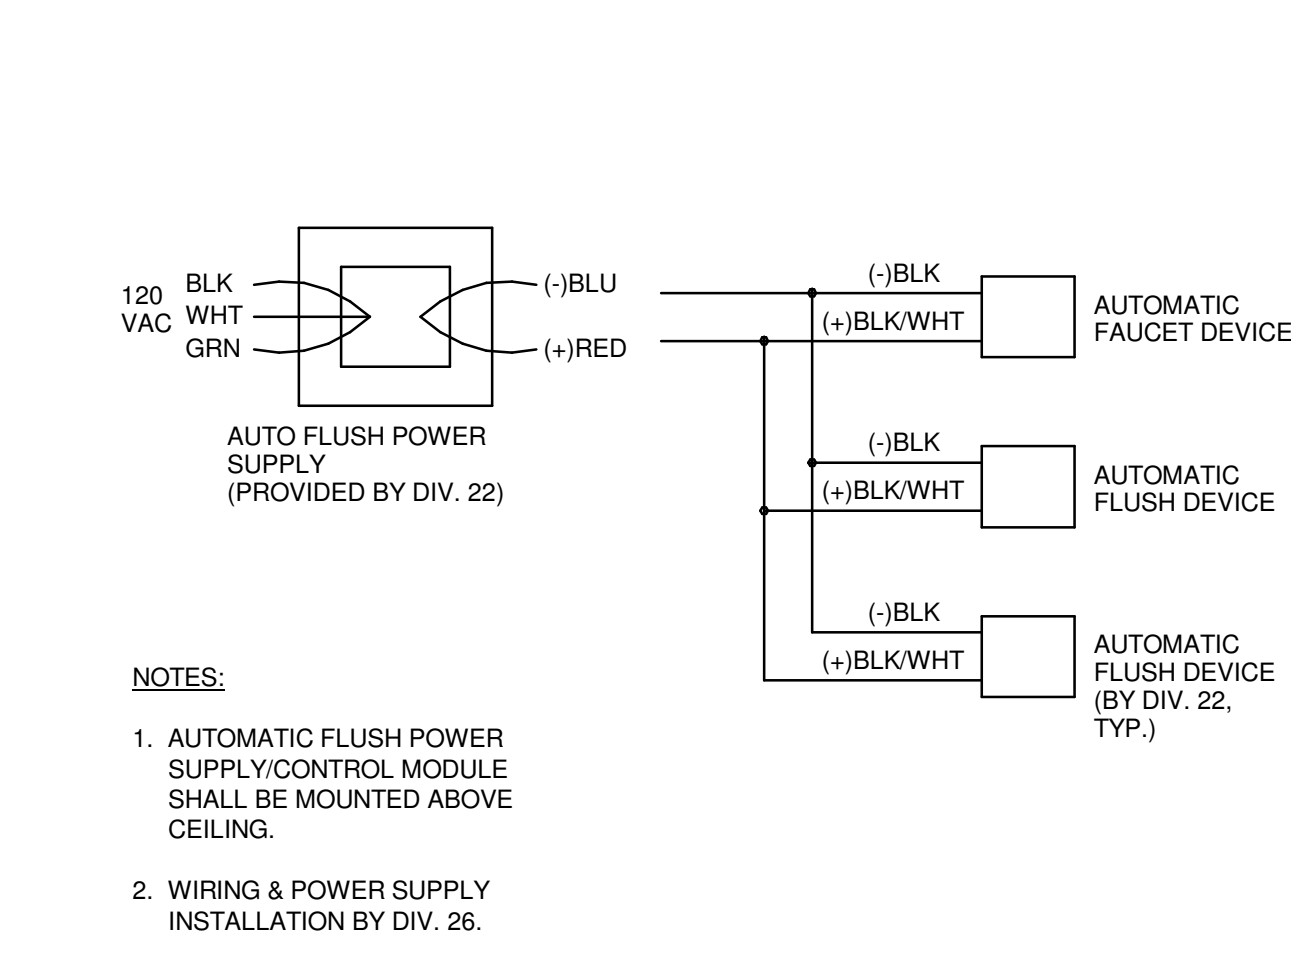 120
VAC
BLK
WHT
GRN
(-)BLU
(+)RED
AUTO FLUSH POWER
SUPPLY
(PROVIDED BY DIV. 22)
(-)BLK
(+)BLK/WHT
AUTOMATIC
FAUCET DEVICE
(-)BLK
(+)BLK/WHT
AUTOMATIC
FLUSH DEVICE
(-)BLK
(+)BLK/WHT
AUTOMATIC
FLUSH DEVICE
(BY DIV. 22,
TYP.)
NOTES:
1. AUTOMATIC FLUSH POWER
SUPPLY/CONTROL MODULE
SHALL BE MOUNTED ABOVE
CEILING.
2. WIRING & POWER SUPPLY
INSTALLATION BY DIV. 26.